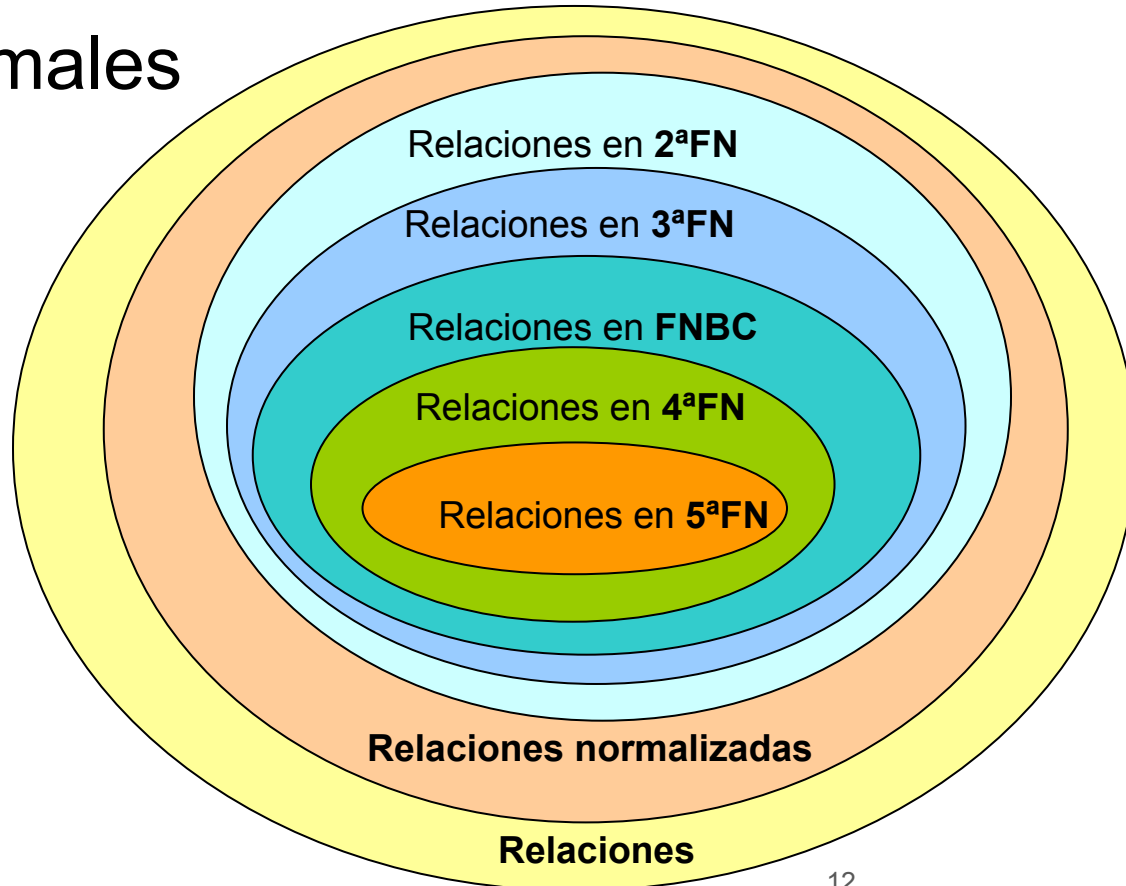 males
Relaciones en 2ªFN
Relaciones en 3ªFN
Relaciones en FNBC
Relaciones en 4ªFN
Relaciones en 5ªFN
Relaciones normalizadas
Relaciones
12